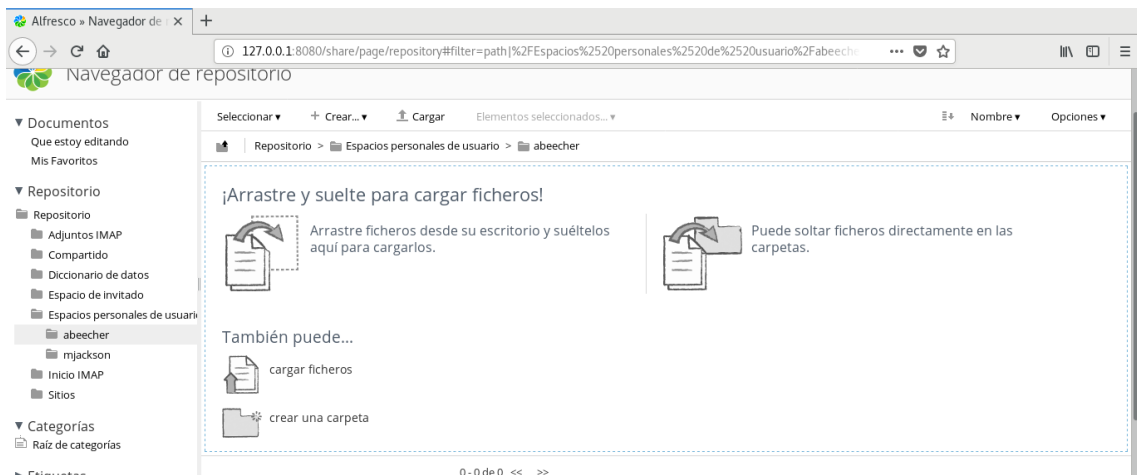 Alfresco » Navegador de
127.0.0.1:8080/share/page/repository#filter=path|%2FEspacios%2520personales%2520de%2520usuario%2Fabeeche
Navegador de repositorio
Documentos
Que estoy editando
Mis Favoritos
Repositorio
Repositorio
Adjuntos IMAP
Compartido
Diccionario de datos
Espacio de invitado
Espacios personales de usuari
abeecher
mjackson
Inicio IMAP
Sitios
Categorías
Raíz de categorías
Etiquetas
Seleccionar ▾ + Crear... ▾ Cargar Elementos seleccionados... ▾ Nombre ▾ Opciones ▾
Repositorio > Espacios personales de usuario > abeecher
¡Arrastre y suelte para cargar ficheros!
Arrastre ficheros desde su escritorio y suéltelos
aquí para cargarlos.
Puede soltar ficheros directamente en las
carpetas.
También puede...
cargar ficheros
crear una carpeta
0 - 0 de 0 << >>